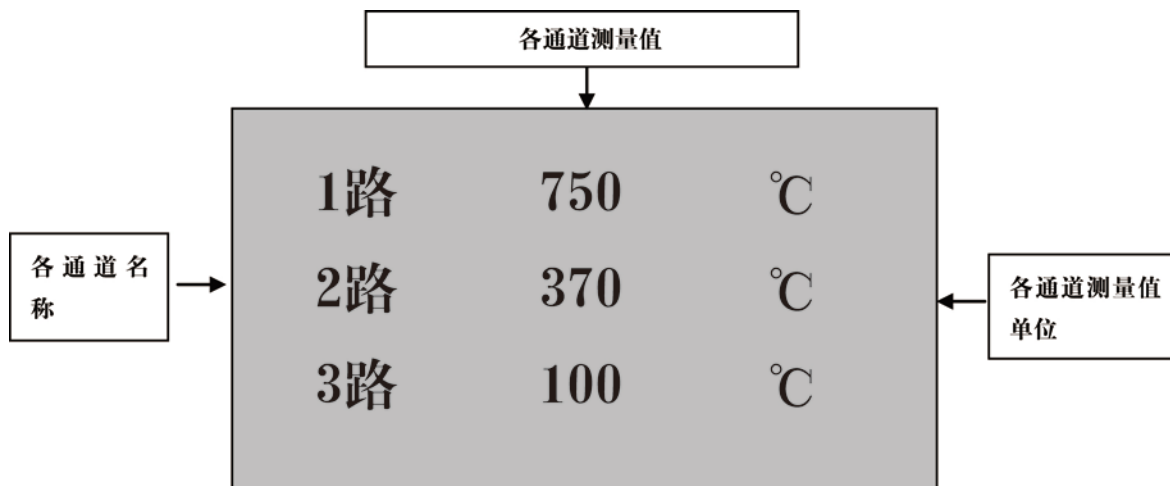 各通道测量值
1路 750 ℃
各通道名
称
2路 370 ℃
各通道测量值
单位
3路 100 ℃